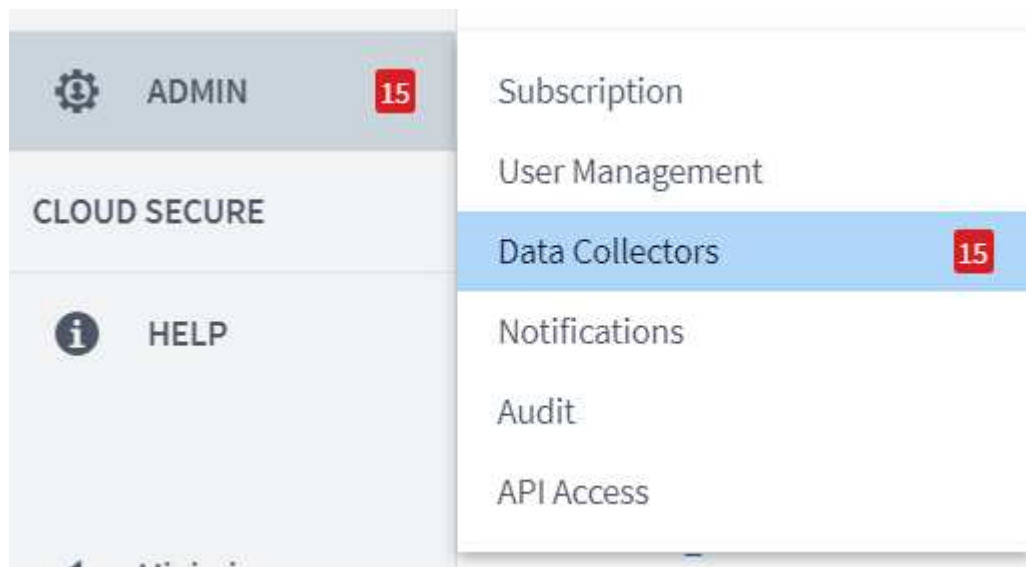 ADMIN 15
CLOUD SECURE
HELP
Subscription
User Management
Data Collectors 15
Notifications
Audit
API Access